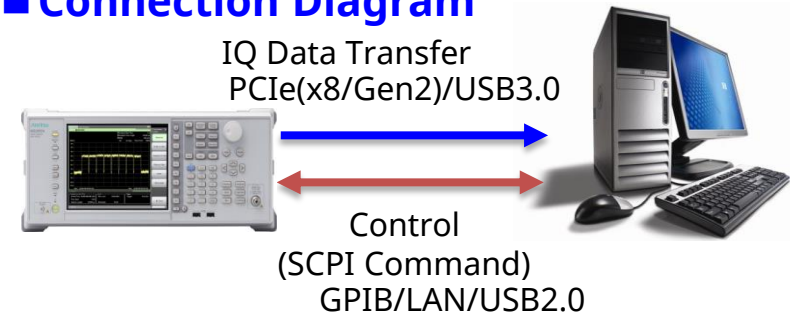 ■ Connection Diagram
IQ Data Transfer
PCIe(x8/Gen2)/USB3.0
Control
(SCPI Command)
GPIB/LAN/USB2.0